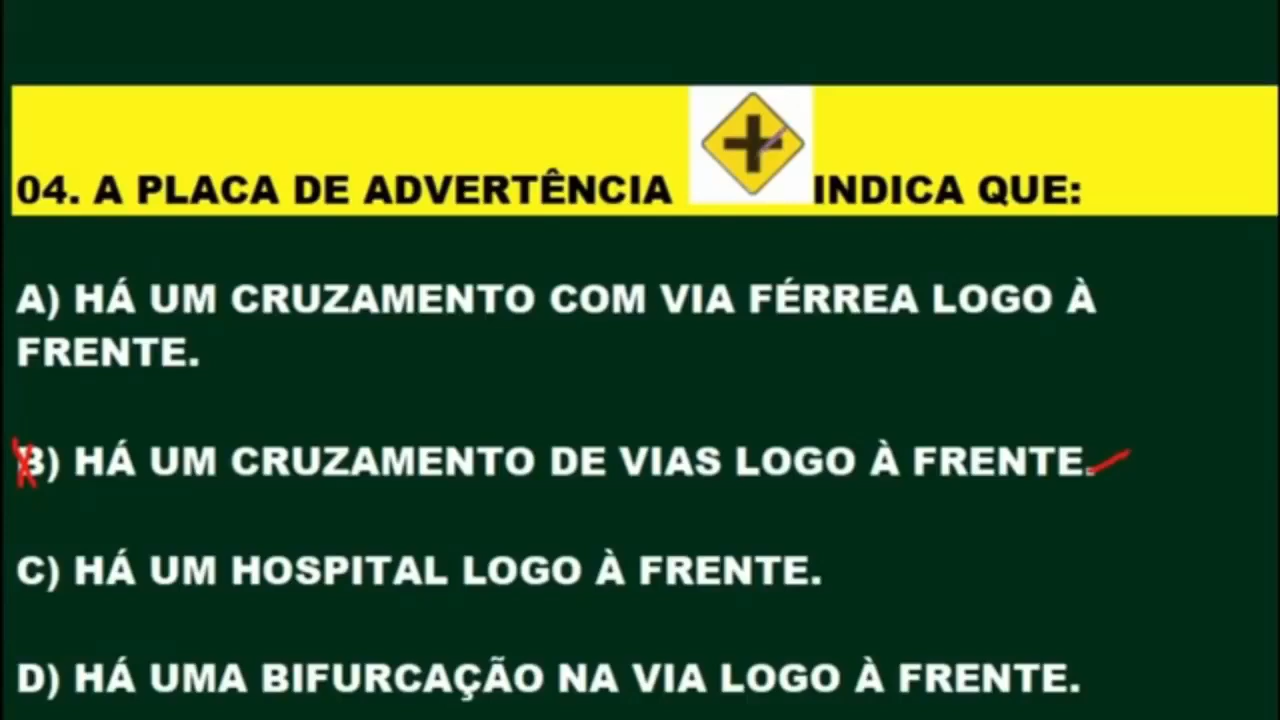 04. A PLACA DE ADVERTÊNCIA INDICA QUE:
A) HÁ UM CRUZAMENTO COM VIA FÉRREA LOGO À
FRENTE.
B) HÁ UM CRUZAMENTO DE VIAS LOGO À FRENTE.
C) HÁ UM HOSPITAL LOGO À FRENTE.
D) HÁ UMA BIFURCAÇÃO NA VIA LOGO À FRENTE.